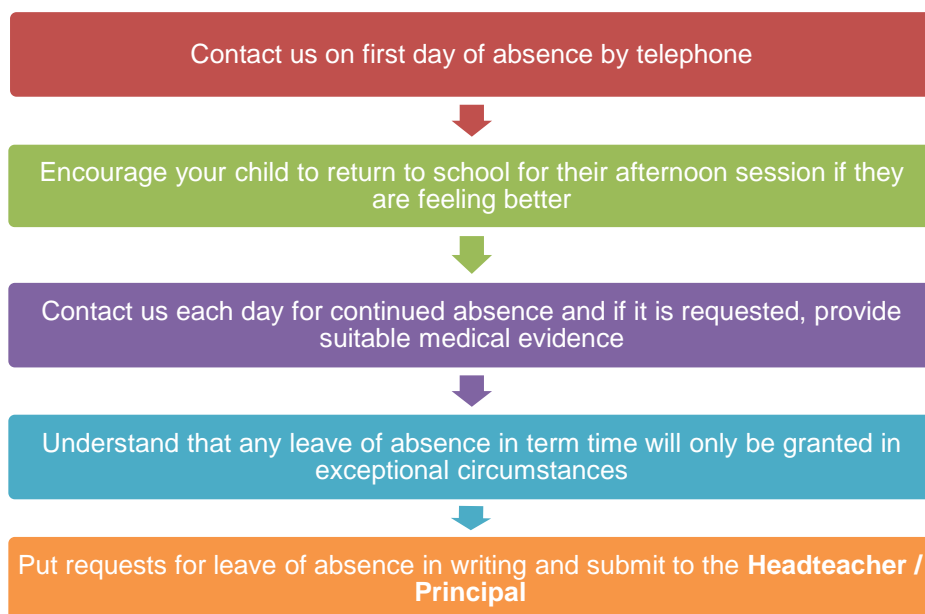 Contact us on first day of absence by telephone
Encourage your child to return to school for their afternoon session if they
are feeling better
Contact us each day for continued absence and if it is requested, provide
suitable medical evidence
Understand that any leave of absence in term time will only be granted in
exceptional circumstances
Put requests for leave of absence in writing and submit to the Headteacher /
Principal